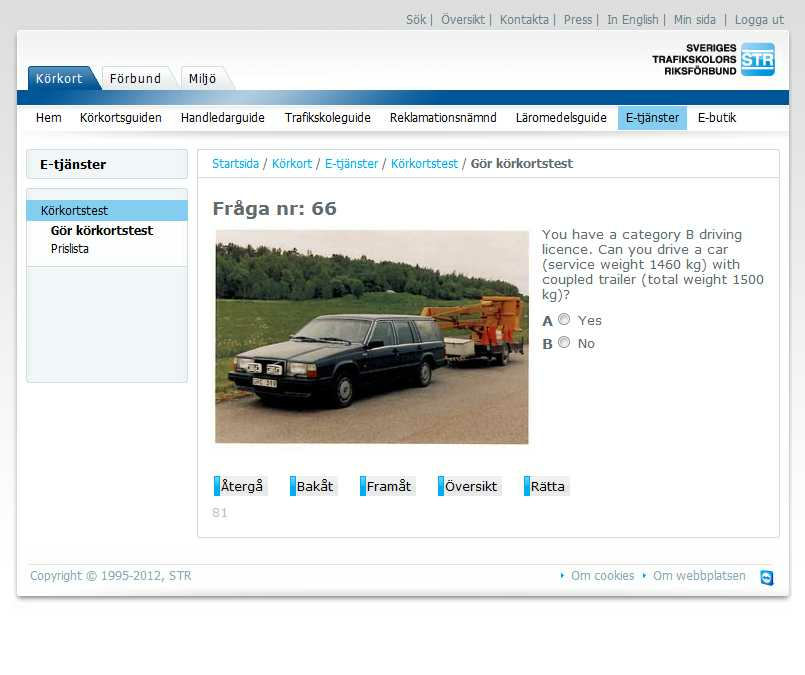 Sök | Översikt | Kontakta | Press | In English | Min sida | Logga ut
SVERIGES
TRAFIKSKOLORS
RIKSFÖRBUND
STR
Körkort Förbund Miljö
Hem Körkortsguiden Handledarguide Trafikskoleguide Reklamationsnämnd Läromedelsguide E-tjänster E-butik
E-tjänster
Körkortstest
Gör körkortstest
Prislista
Startsida / Körkort / E-tjänster / Körkortstest / Gör körkortstest
Fråga nr: 66
You have a category B driving
licence. Can you drive a car
(service weight 1460 kg) with
coupled trailer (total weight 1500
kg)?
A Yes
B No
Återgå Bakåt Framåt Översikt Rätta
81
Copyright © 1995-2012, STR
Om cookies Om webbplatsen